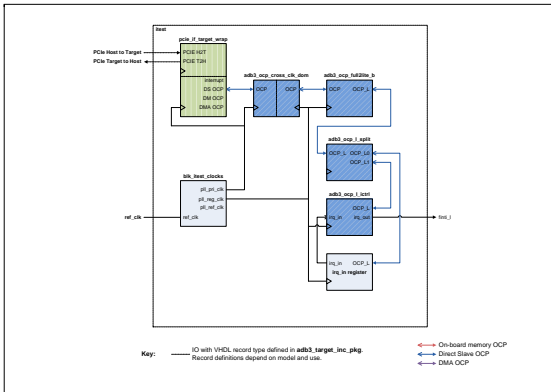 itest
pcie_if_target_wrap
PCIe Host to Target
PCIe Target to Host
PCIE H2T
PCIE T2H
interrupt
DS OCP
DM OCP
DMA OCP
adb3_ocp_cross_clk_dom
OCP
OCP
adb3_ocp_full2lite_b
OCP_L
adb3_ocp_l_split
OCP_L
OCP_L0
OCP_L1
blk_itest_clocks
pll_pri_clk
pll_reg_clk
pll_ref_clk
ref_clk
ref_clk
adb3_ocp_l_ictrl
OCP_L
irq_in
irq_out
finti_l
irq_in
OCP_L
irq_in register
Key:
IO with VHDL record type defined in adb3_target_inc_pkg.
Record definitions depend on model and use.
On-board memory OCP
Direct Slave OCP
DMA OCP